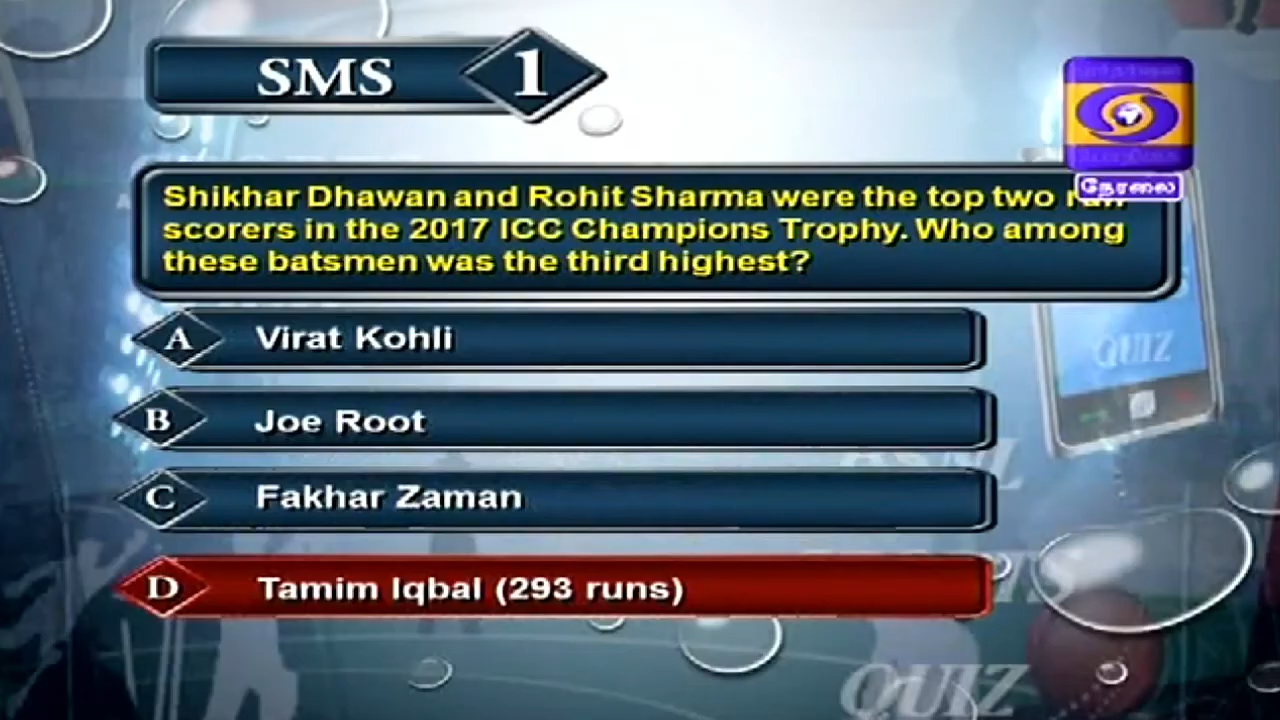 SMS 1
Shikhar Dhawan and Rohit Sharma were the top two run
நேரலை
scorers in the 2017 ICC Champions Trophy. Who among
these batsmen was the third highest?
A Virat Kohli
QUIZ
B Joe Root
C Fakhar Zaman
D Tamim Iqbal (293 runs)
QUIZ